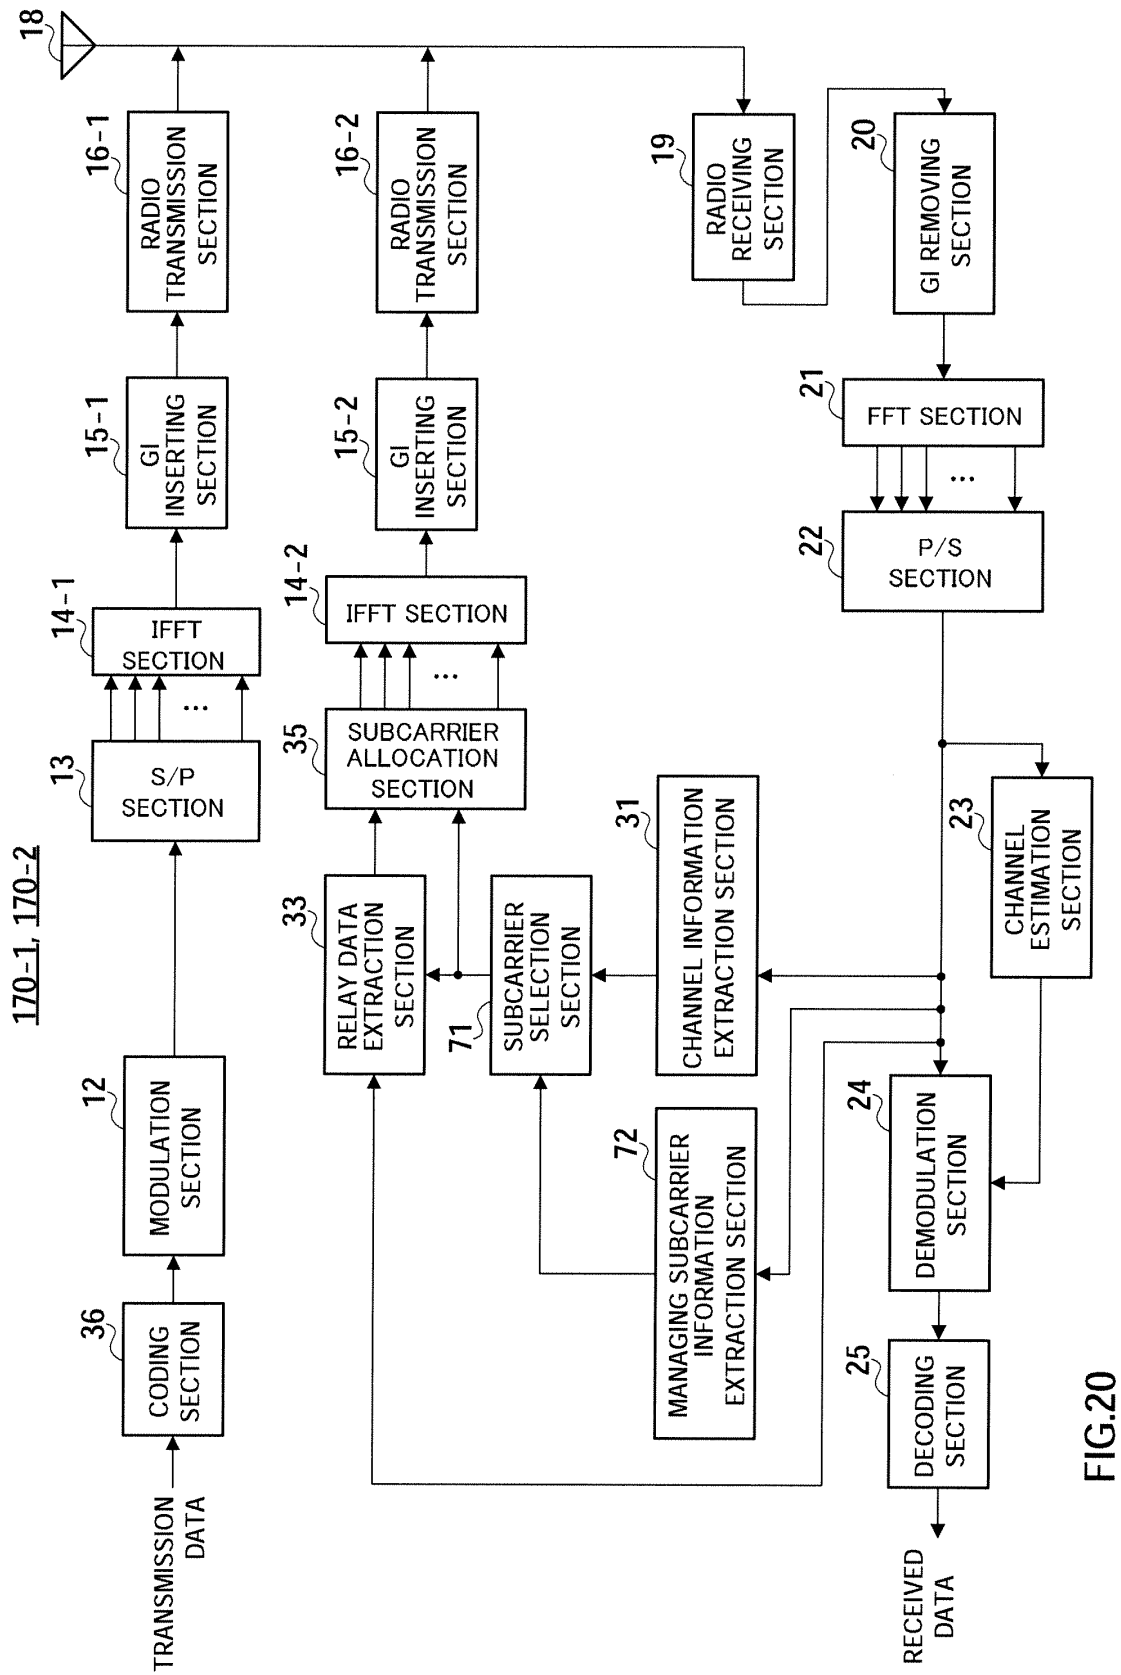 170-1, 170-2
TRANSMISSION
DATA
36
CODING
SECTION
12
MODULATION
SECTION
13
S/P
SECTION
...
14-1
IFFT
SECTION
15-1
GI
INSERTING
SECTION
16-1
RADIO
TRANSMISSION
SECTION
18
33
RELAY DATA
EXTRACTION
SECTION
35
SUBCARRIER
ALLOCATION
SECTION
...
14-2
IFFT SECTION
15-2
GI
INSERTING
SECTION
16-2
RADIO
TRANSMISSION
SECTION
71
SUBCARRIER
SELECTION
SECTION
72
MANAGING SUBCARRIER
INFORMATION
EXTRACTION SECTION
31
CHANNEL INFORMATION
EXTRACTION SECTION
19
RADIO
RECEIVING
SECTION
20
GI REMOVING
SECTION
21
FFT SECTION
...
22
P/S
SECTION
23
CHANNEL
ESTIMATION
SECTION
24
DEMODULATION
SECTION
25
DECODING
SECTION
RECEIVED
DATA
FIG.20